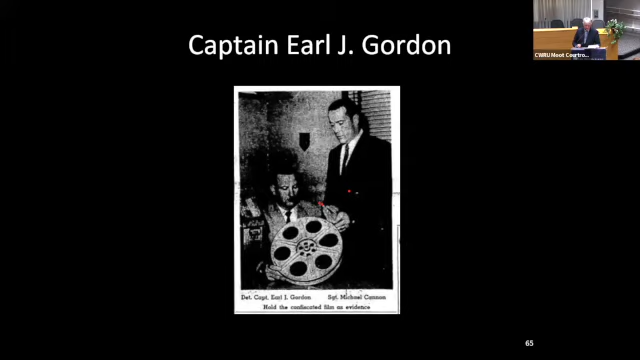 Captain Earl J. Gordon
CWRU Moot Courtro...
Det. Capt. Earl J. Gordon Sgt. Michael Cannon
Hold the confiscated film as evidence
65